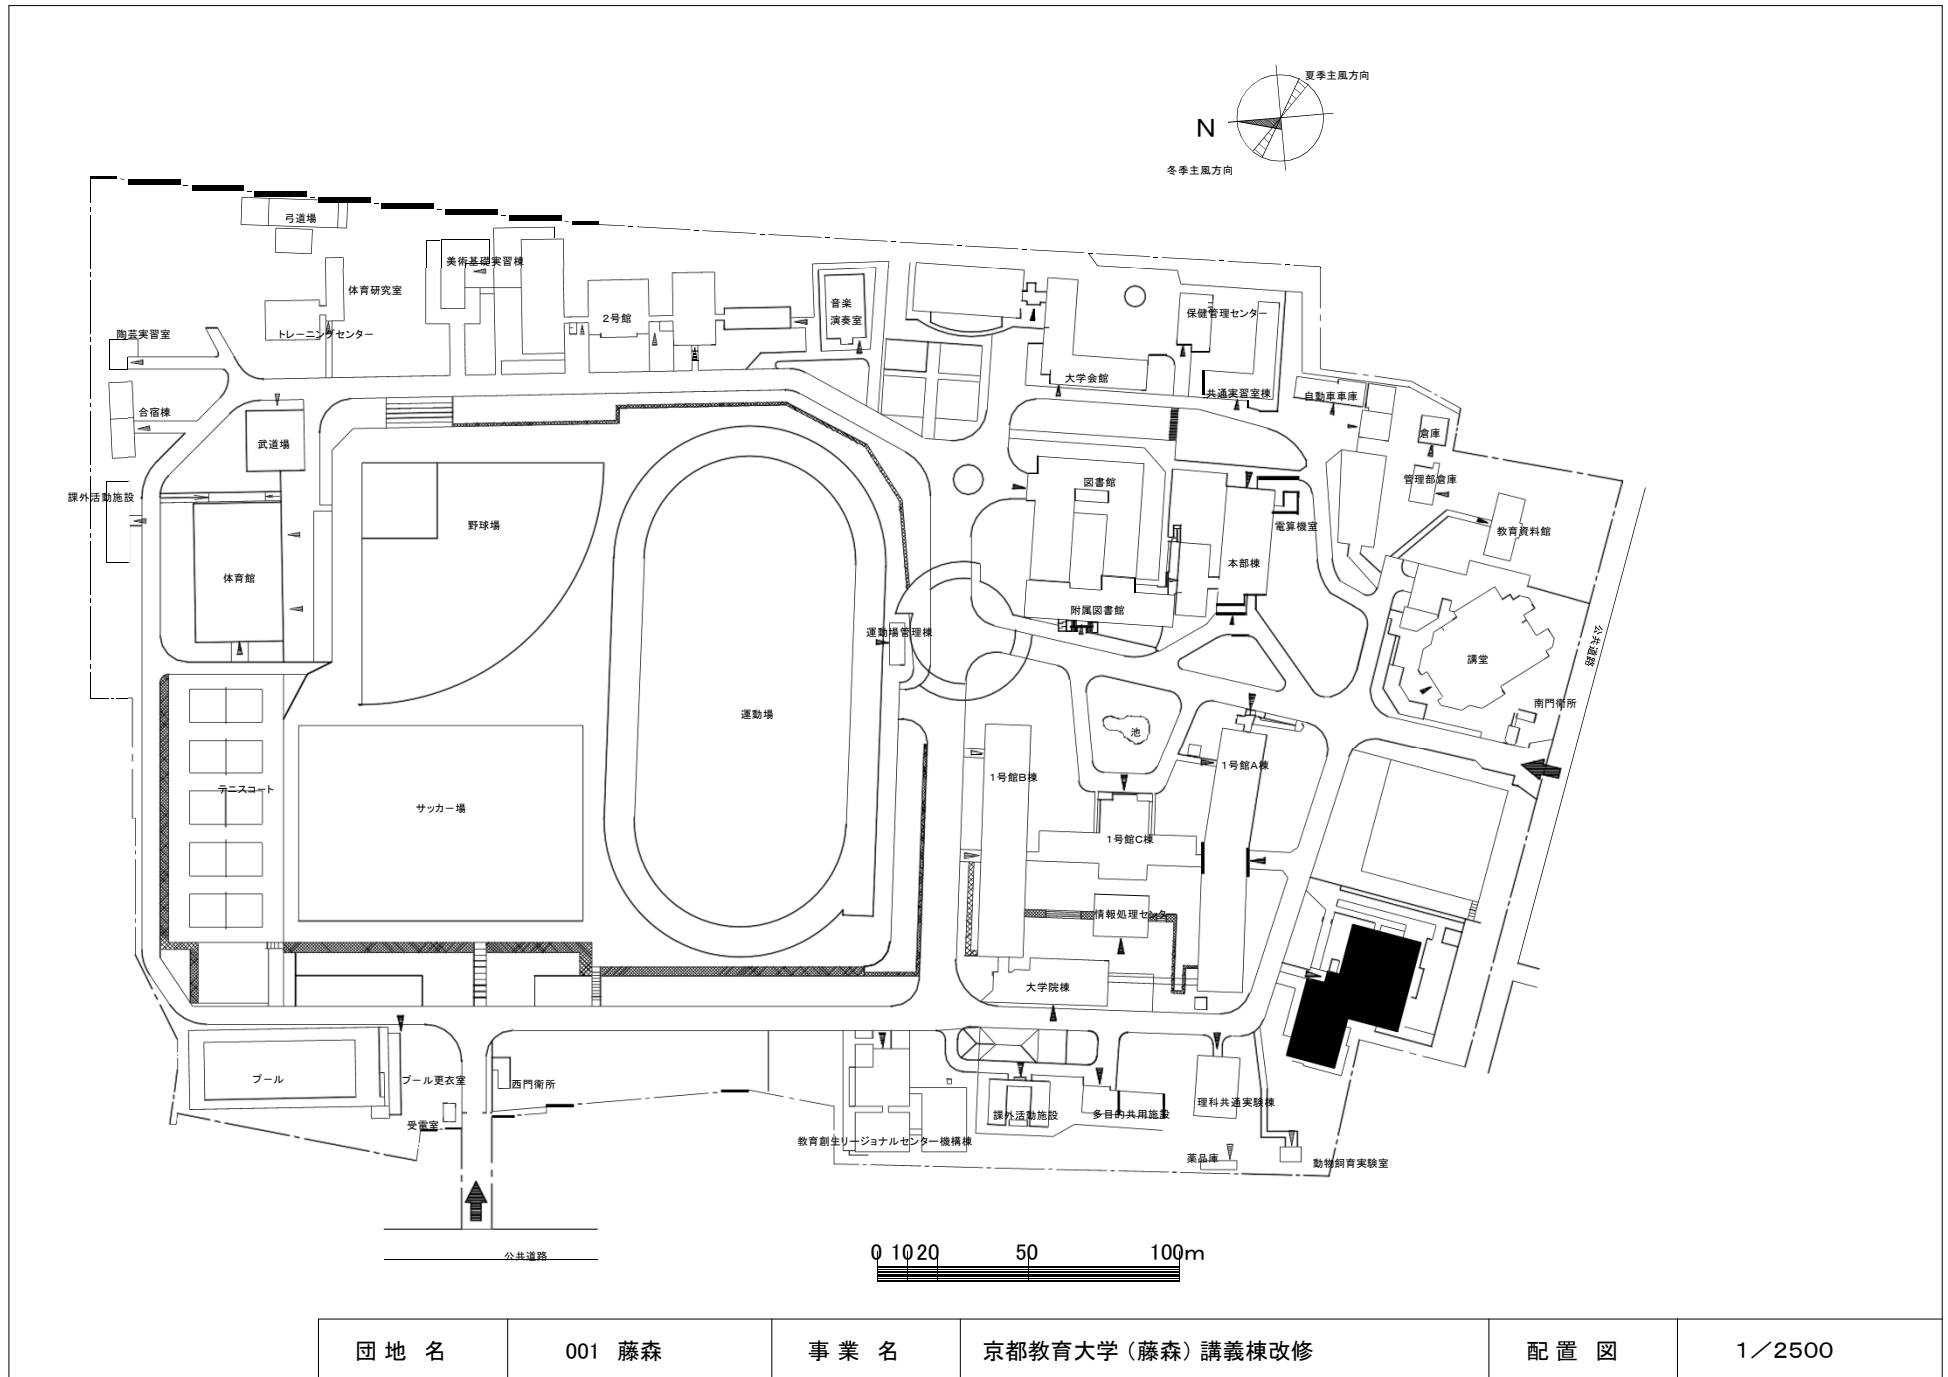 夏季主風方向
N
冬季主風方向
弓道場
美術基礎実習棟
体育研究室
トレーニングセンター
陶芸実習室
2号館
音楽
演奏室
保健管理センター
大学会館
共通実習室棟
自動車車庫
合宿棟
武道場
倉庫
課外活動施設
野球場
図書館
管理部倉庫
電算機室
教育資料館
体育館
本部棟
附属図書館
運動場管理棟
公共道路
講堂
南門衛所
運動場
池
テニスコート
サッカー場
1号館B棟
1号館A棟
1号館C棟
情報処理センター
大学院棟
プール
プール更衣室
西門衛所
受電室
課外活動施設
多目的共用施設
理科共通実験棟
教育創生リージョナルセンター機構棟
薬品庫
動物飼育実験室
公共道路
0 10 20 50 100m
団地名 001 藤森 事業名 京都教育大学(藤森)講義棟改修 配置図 1/2500